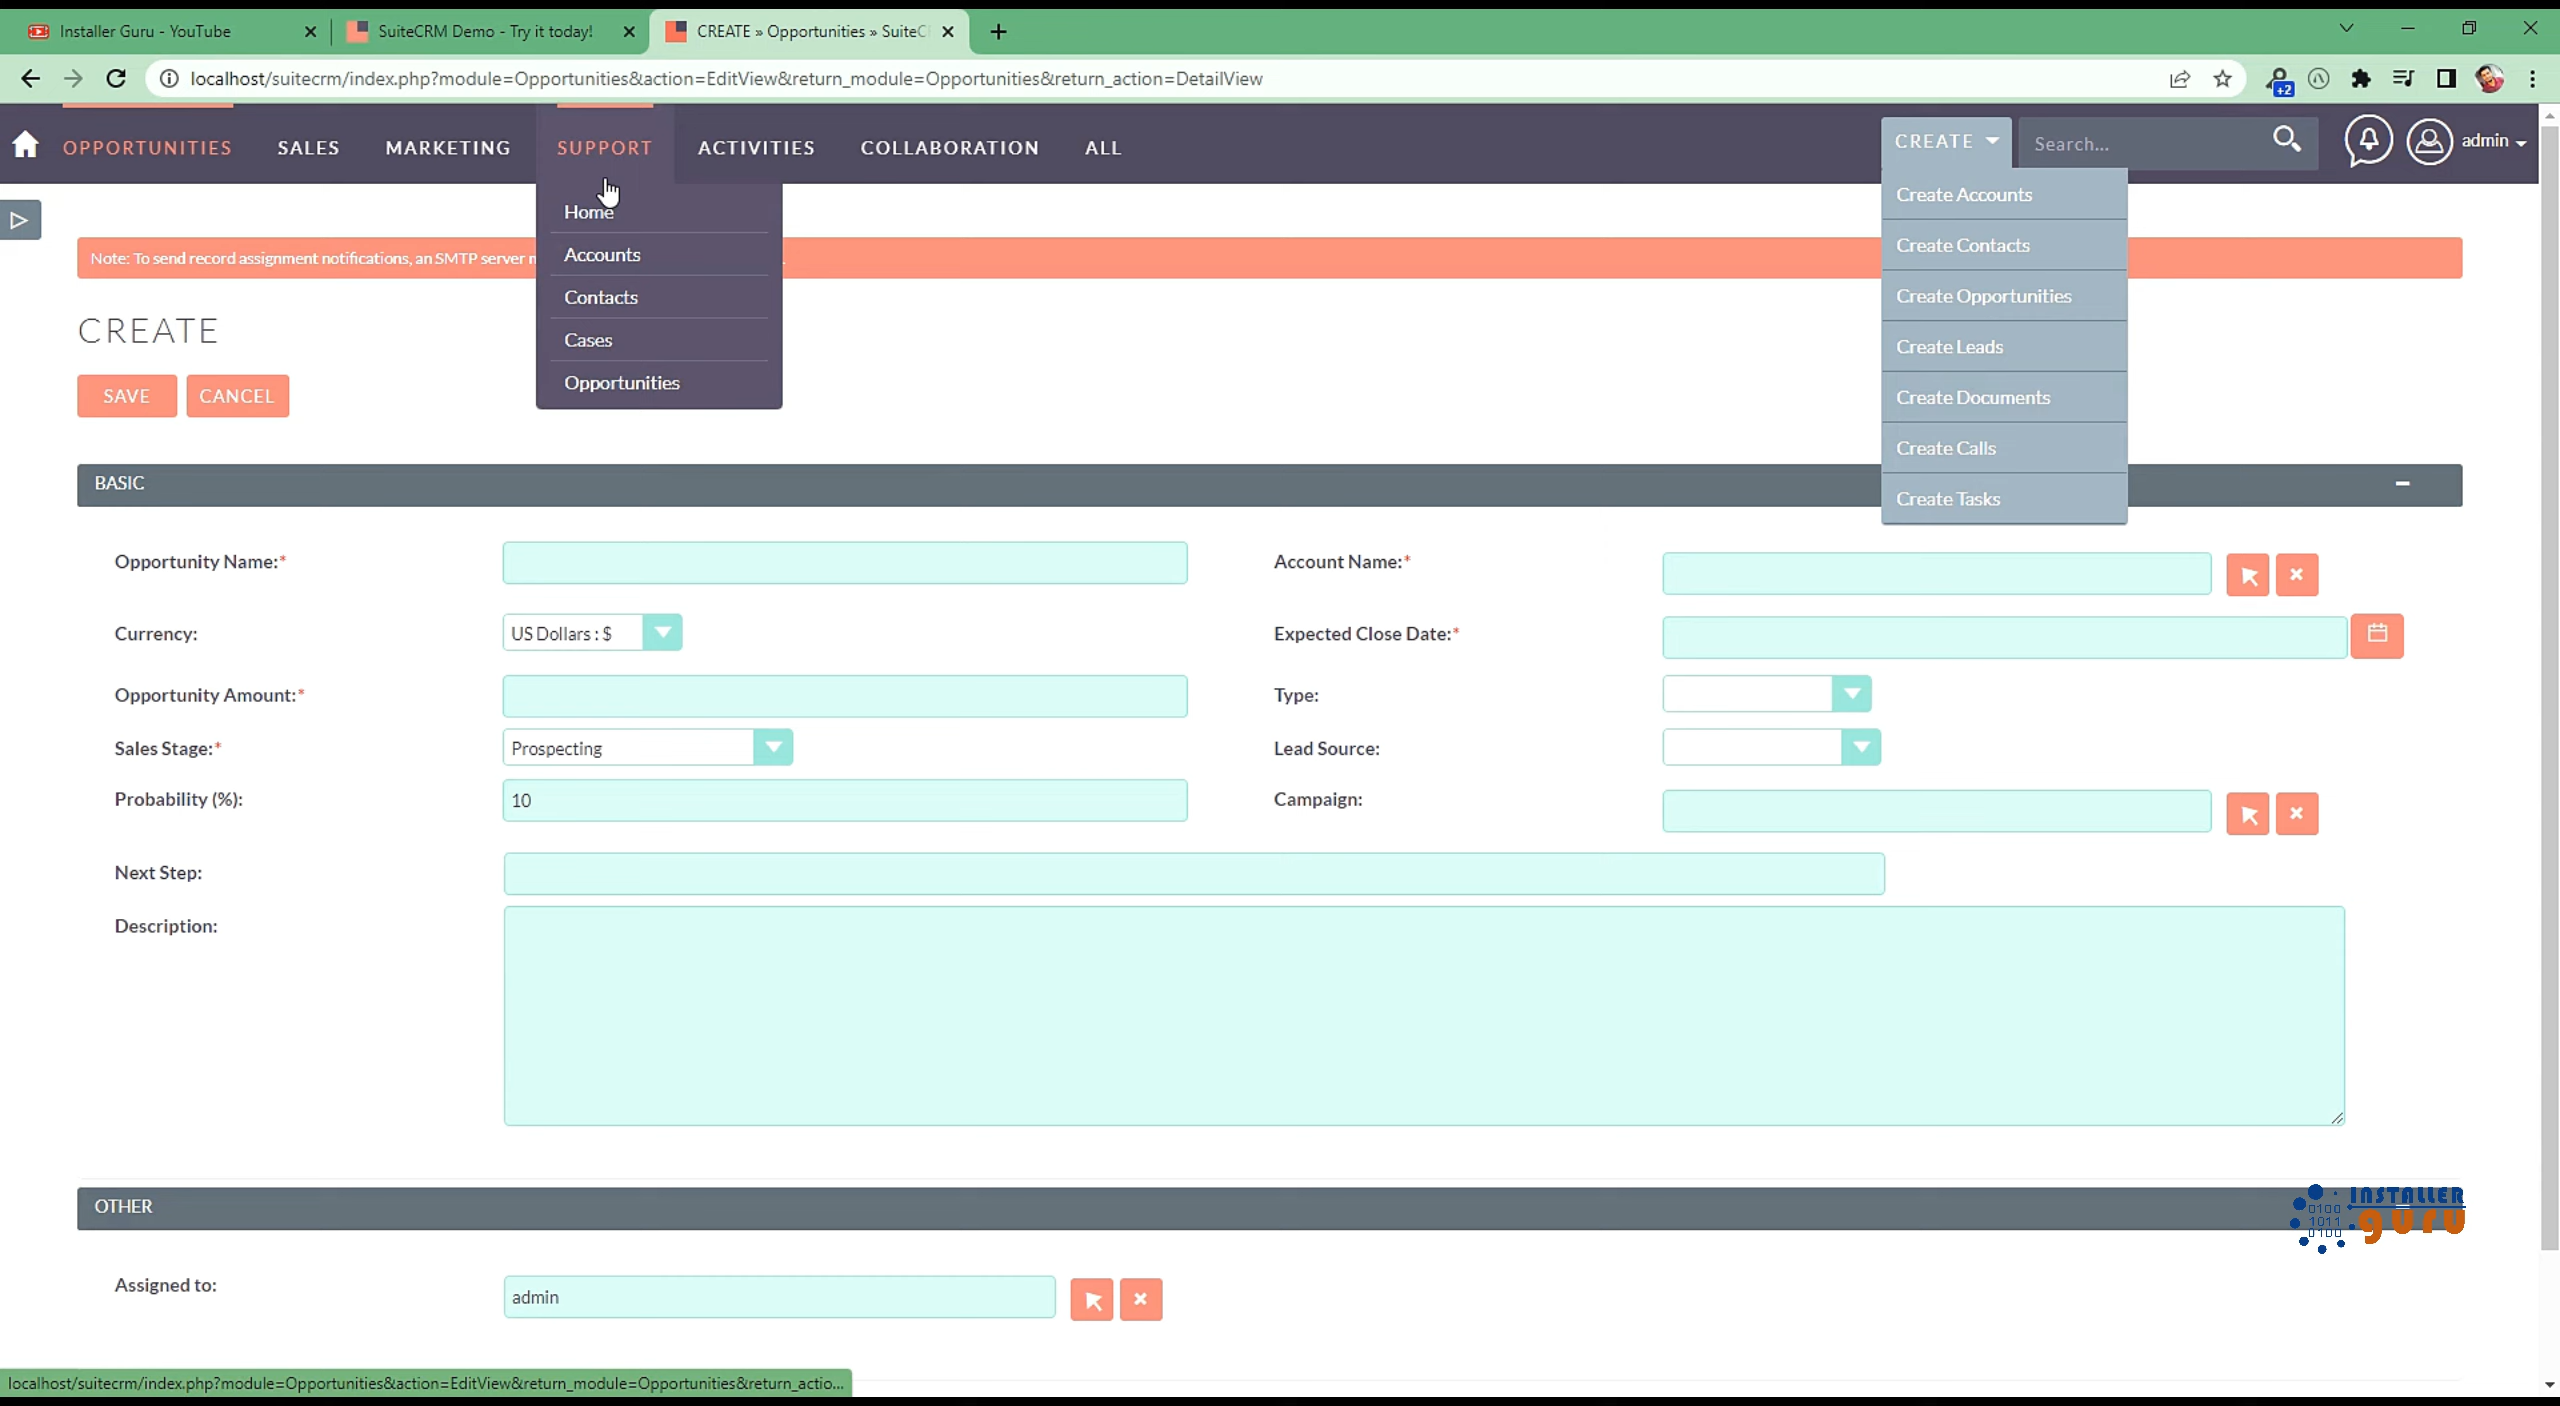 Installer Guru - YouTube
SuiteCRM Demo - Try it today!
CREATE » Opportunities » SuiteC
localhost/suitecrm/index.php?module=Opportunities&action=EditView&return_module=Opportunities&return_action=DetailView
+2
OPPORTUNITIES
SALES
MARKETING
SUPPORT
ACTIVITIES
COLLABORATION
ALL
CREATE
Search...
admin
Home
Accounts
Contacts
Cases
Opportunities
Create Accounts
Create Contacts
Create Opportunities
Create Leads
Create Documents
Create Calls
Create Tasks
Note: To send record assignment notifications, an SMTP server
CREATE
SAVE
CANCEL
BASIC
Opportunity Name:*
Account Name:*
Currency:
US Dollars : $
Expected Close Date:*
Opportunity Amount:*
Type:
Sales Stage:*
Prospecting
Lead Source:
Probability (%):
10
Campaign:
Next Step:
Description:
OTHER
INSTALLER
guru
0100
1011
0100
Assigned to:
admin
localhost/suitecrm/index.php?module=Opportunities&action=EditView&return_module=Opportunities&return_actio...